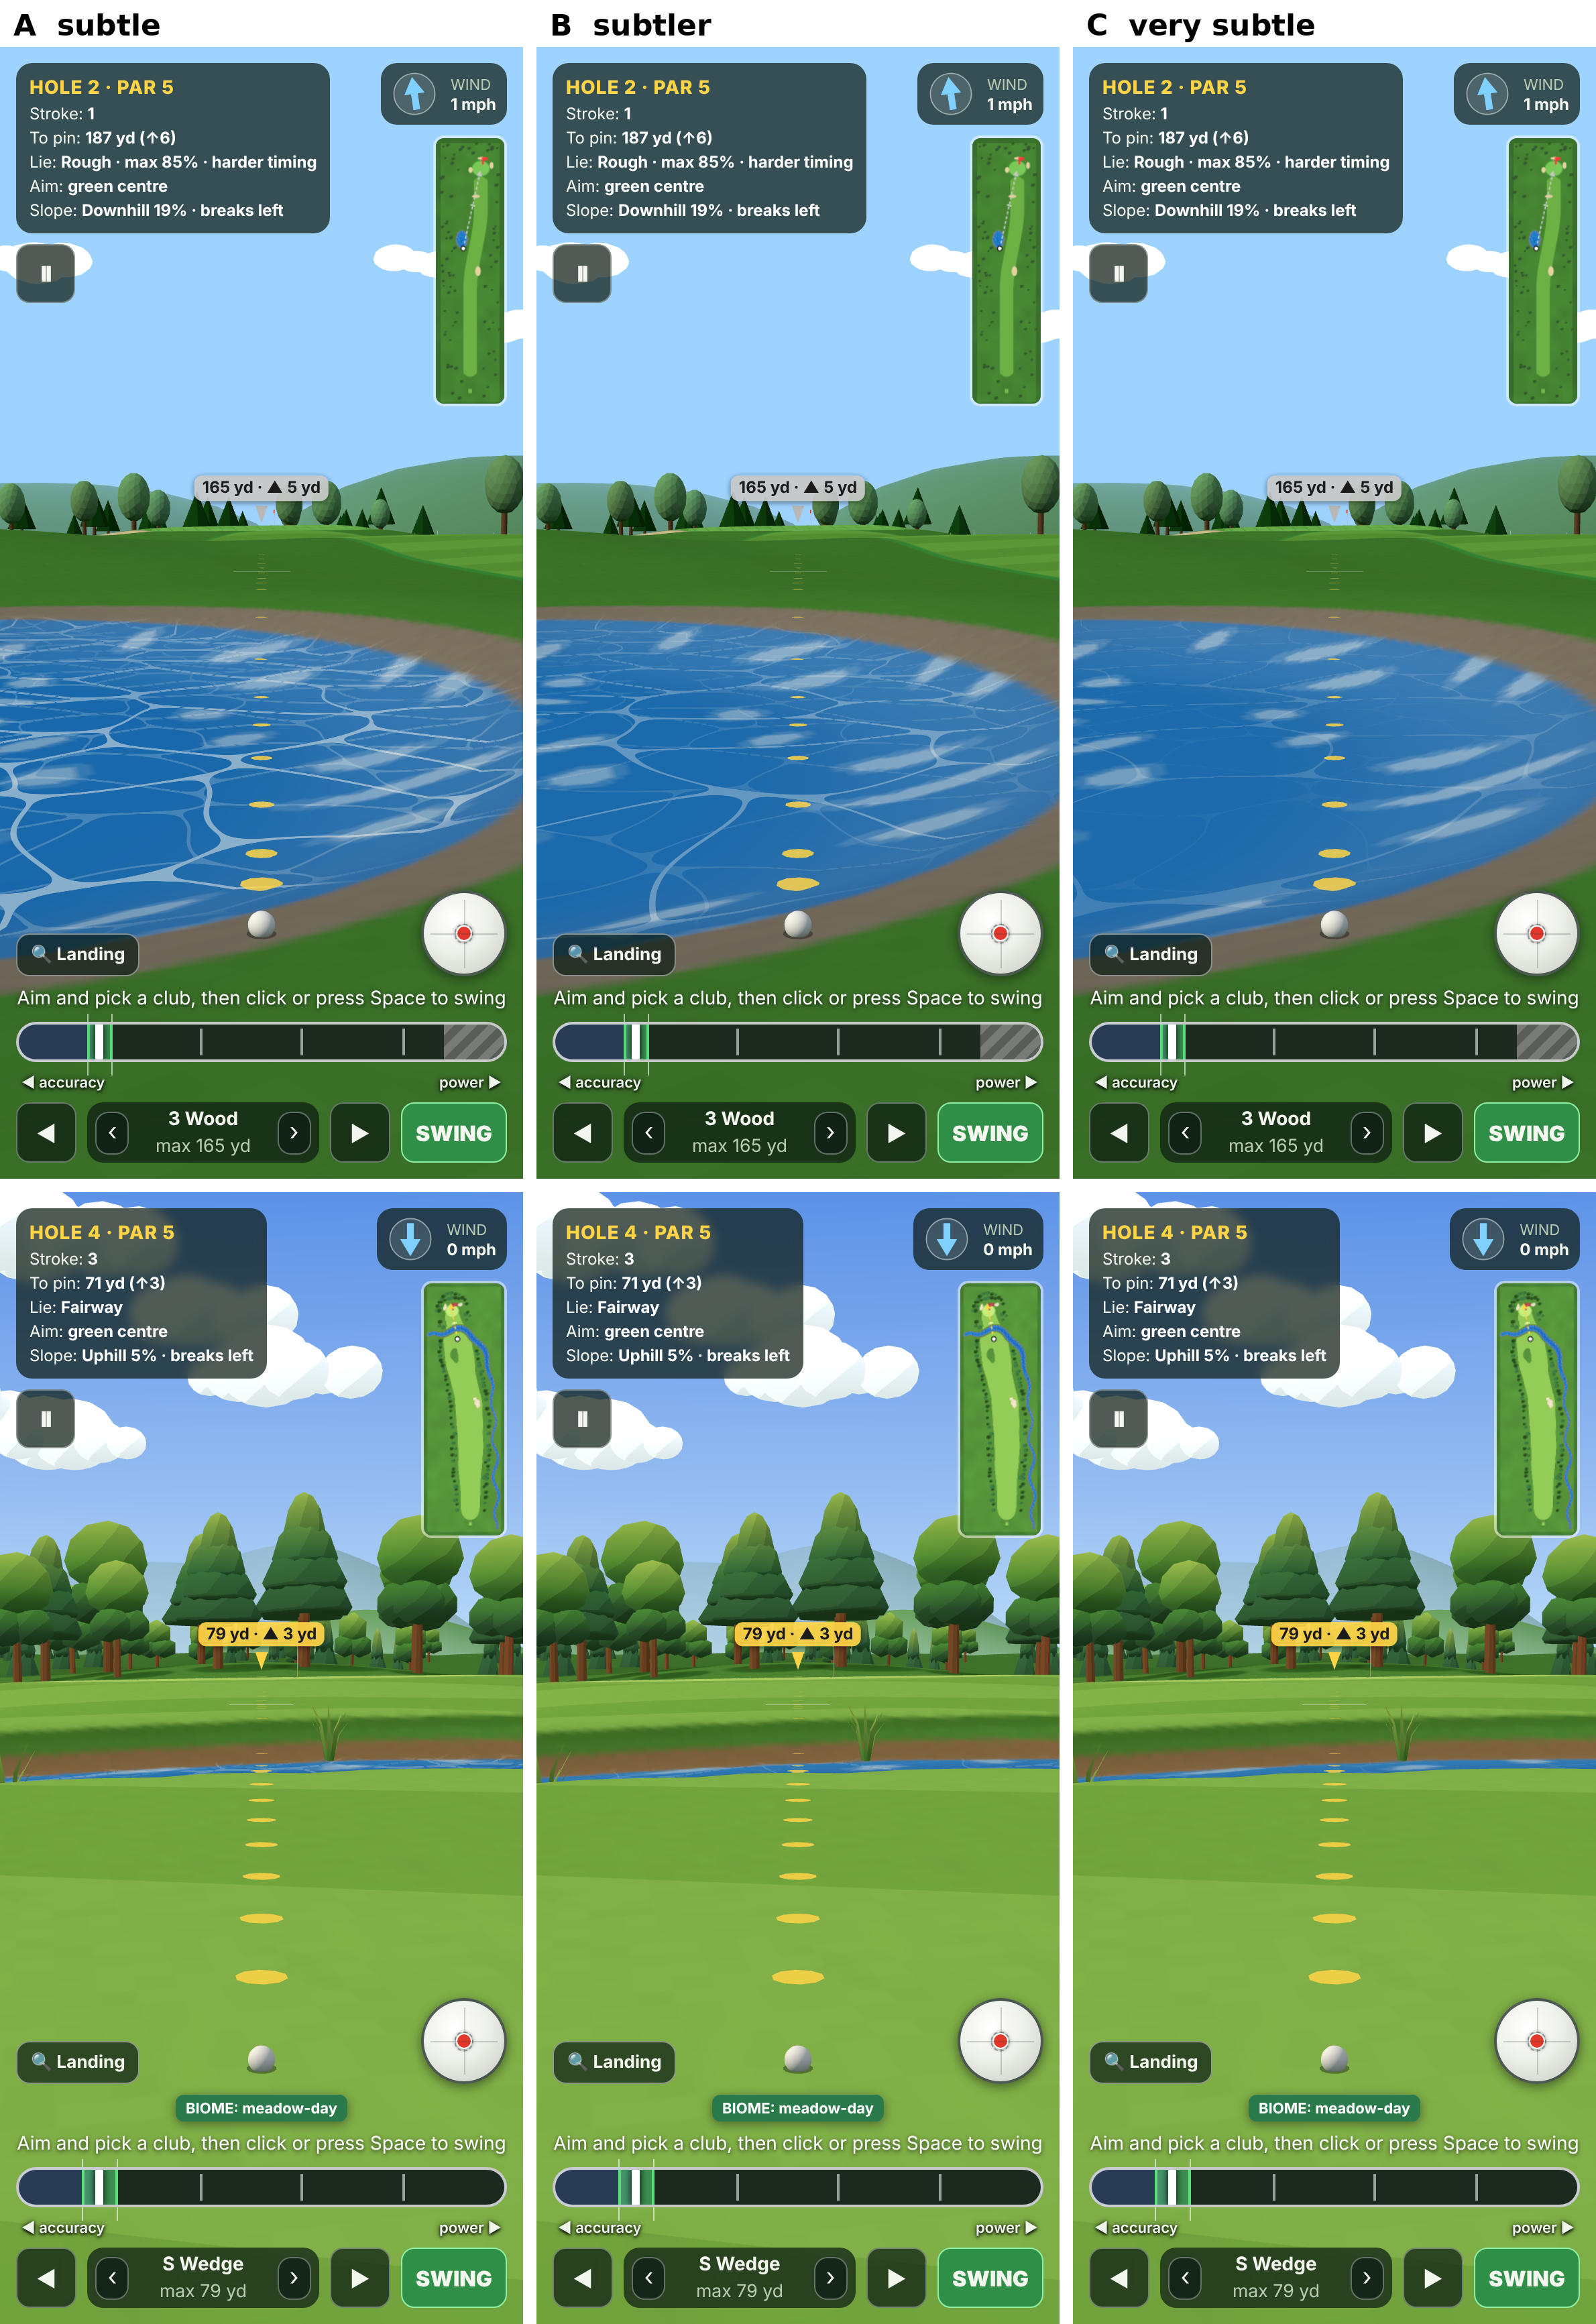 A subtle
HOLE 2 · PAR 5
Stroke: 1
To pin: 187 yd (↑6)
Lie: Rough · max 85% · harder timing
Aim: green centre
Slope: Downhill 19% · breaks left
WIND
1 mph
165 yd · ▲ 5 yd
🔍 Landing
Aim and pick a club, then click or press Space to swing
◀ accuracy
power ▶
◀
‹
3 Wood
max 165 yd
›
▶
SWING
B subtler
HOLE 2 · PAR 5
Stroke: 1
To pin: 187 yd (↑6)
Lie: Rough · max 85% · harder timing
Aim: green centre
Slope: Downhill 19% · breaks left
WIND
1 mph
165 yd · ▲ 5 yd
🔍 Landing
Aim and pick a club, then click or press Space to swing
◀ accuracy
power ▶
◀
‹
3 Wood
max 165 yd
›
▶
SWING
C very subtle
HOLE 2 · PAR 5
Stroke: 1
To pin: 187 yd (↑6)
Lie: Rough · max 85% · harder timing
Aim: green centre
Slope: Downhill 19% · breaks left
WIND
1 mph
165 yd · ▲ 5 yd
🔍 Landing
Aim and pick a club, then click or press Space to swing
◀ accuracy
power ▶
◀
‹
3 Wood
max 165 yd
›
▶
SWING
HOLE 4 · PAR 5
Stroke: 3
To pin: 71 yd (↑3)
Lie: Fairway
Aim: green centre
Slope: Uphill 5% · breaks left
WIND
0 mph
79 yd · ▲ 3 yd
🔍 Landing
BIOME: meadow-day
Aim and pick a club, then click or press Space to swing
◀ accuracy
power ▶
◀
‹
S Wedge
max 79 yd
›
▶
SWING
HOLE 4 · PAR 5
Stroke: 3
To pin: 71 yd (↑3)
Lie: Fairway
Aim: green centre
Slope: Uphill 5% · breaks left
WIND
0 mph
79 yd · ▲ 3 yd
🔍 Landing
BIOME: meadow-day
Aim and pick a club, then click or press Space to swing
◀ accuracy
power ▶
◀
‹
S Wedge
max 79 yd
›
▶
SWING
HOLE 4 · PAR 5
Stroke: 3
To pin: 71 yd (↑3)
Lie: Fairway
Aim: green centre
Slope: Uphill 5% · breaks left
WIND
0 mph
79 yd · ▲ 3 yd
🔍 Landing
BIOME: meadow-day
Aim and pick a club, then click or press Space to swing
◀ accuracy
power ▶
◀
‹
S Wedge
max 79 yd
›
▶
SWING